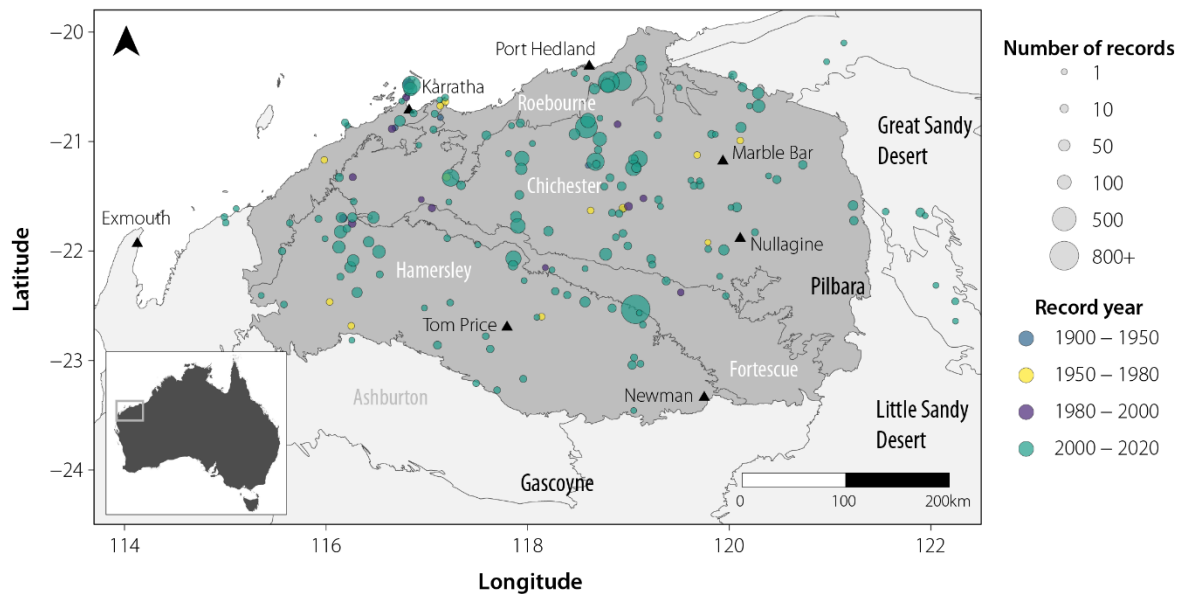 −20
−21
−22
−23
−24
Latitude
114
116
118
120
122
Longitude
Port Hedland
Karratha
Roebourne
Great Sandy
Desert
Marble Bar
Chichester
Exmouth
Nullagine
Hamersley
Pilbara
Tom Price
Fortescue
Newman
Ashburton
Little Sandy
Desert
Gascoyne
0 100 200km
Number of records
1
10
50
100
500
800+
Record year
1900 – 1950
1950 – 1980
1980 – 2000
2000 – 2020